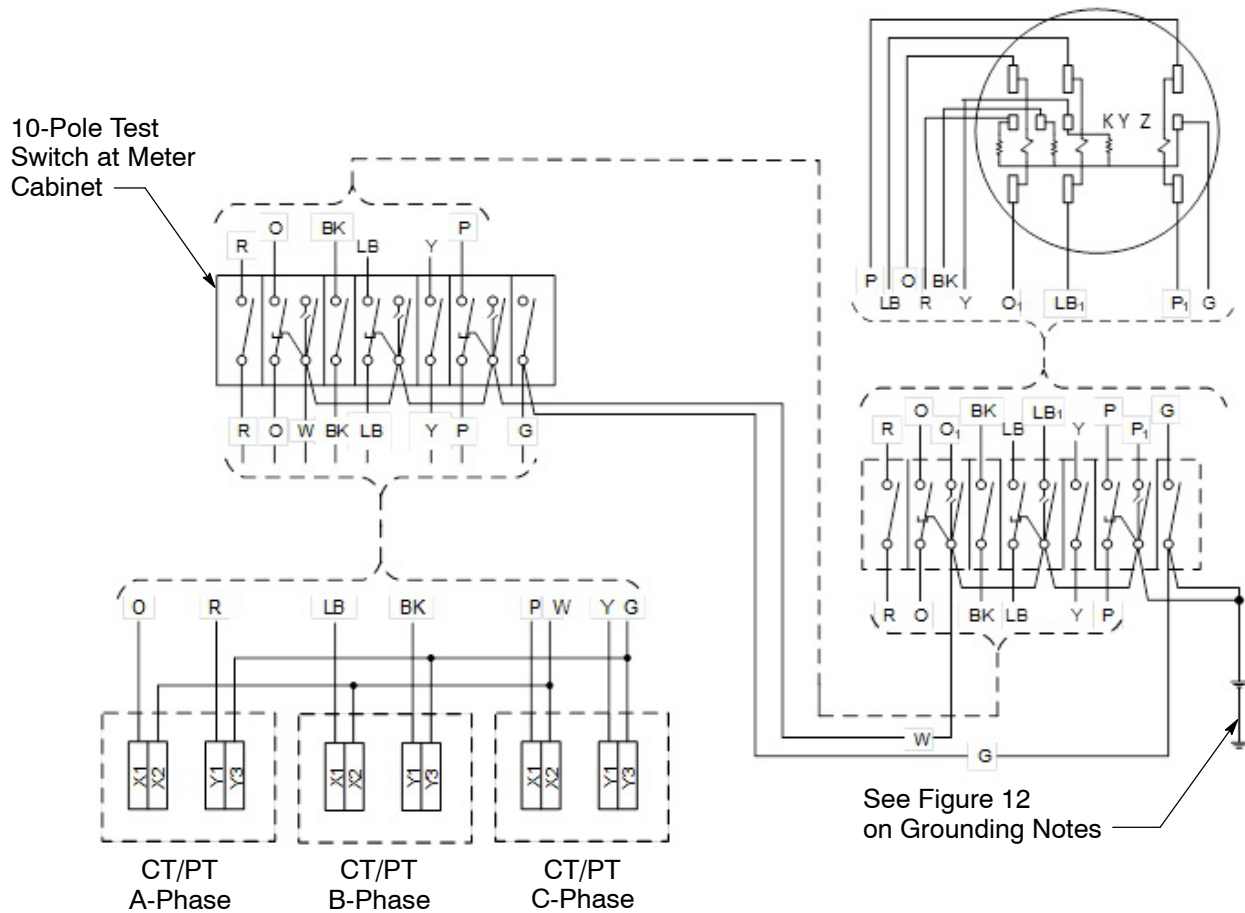 10-Pole Test
Switch at Meter
Cabinet
R O BK LB Y P
R O W BK LB Y P G
O R LB BK P W Y G
X1 X2 Y1 Y3 X1 X2 Y1 Y3 X1 X2 Y1 Y3
CT/PT
A-Phase
CT/PT
B-Phase
CT/PT
C-Phase
K Y Z
P LB O R BK Y O1 LB1 P1 G
R O O1 BK LB LB1 Y P P1 G
R O BK LB Y P
W
G
See Figure 12
on Grounding Notes